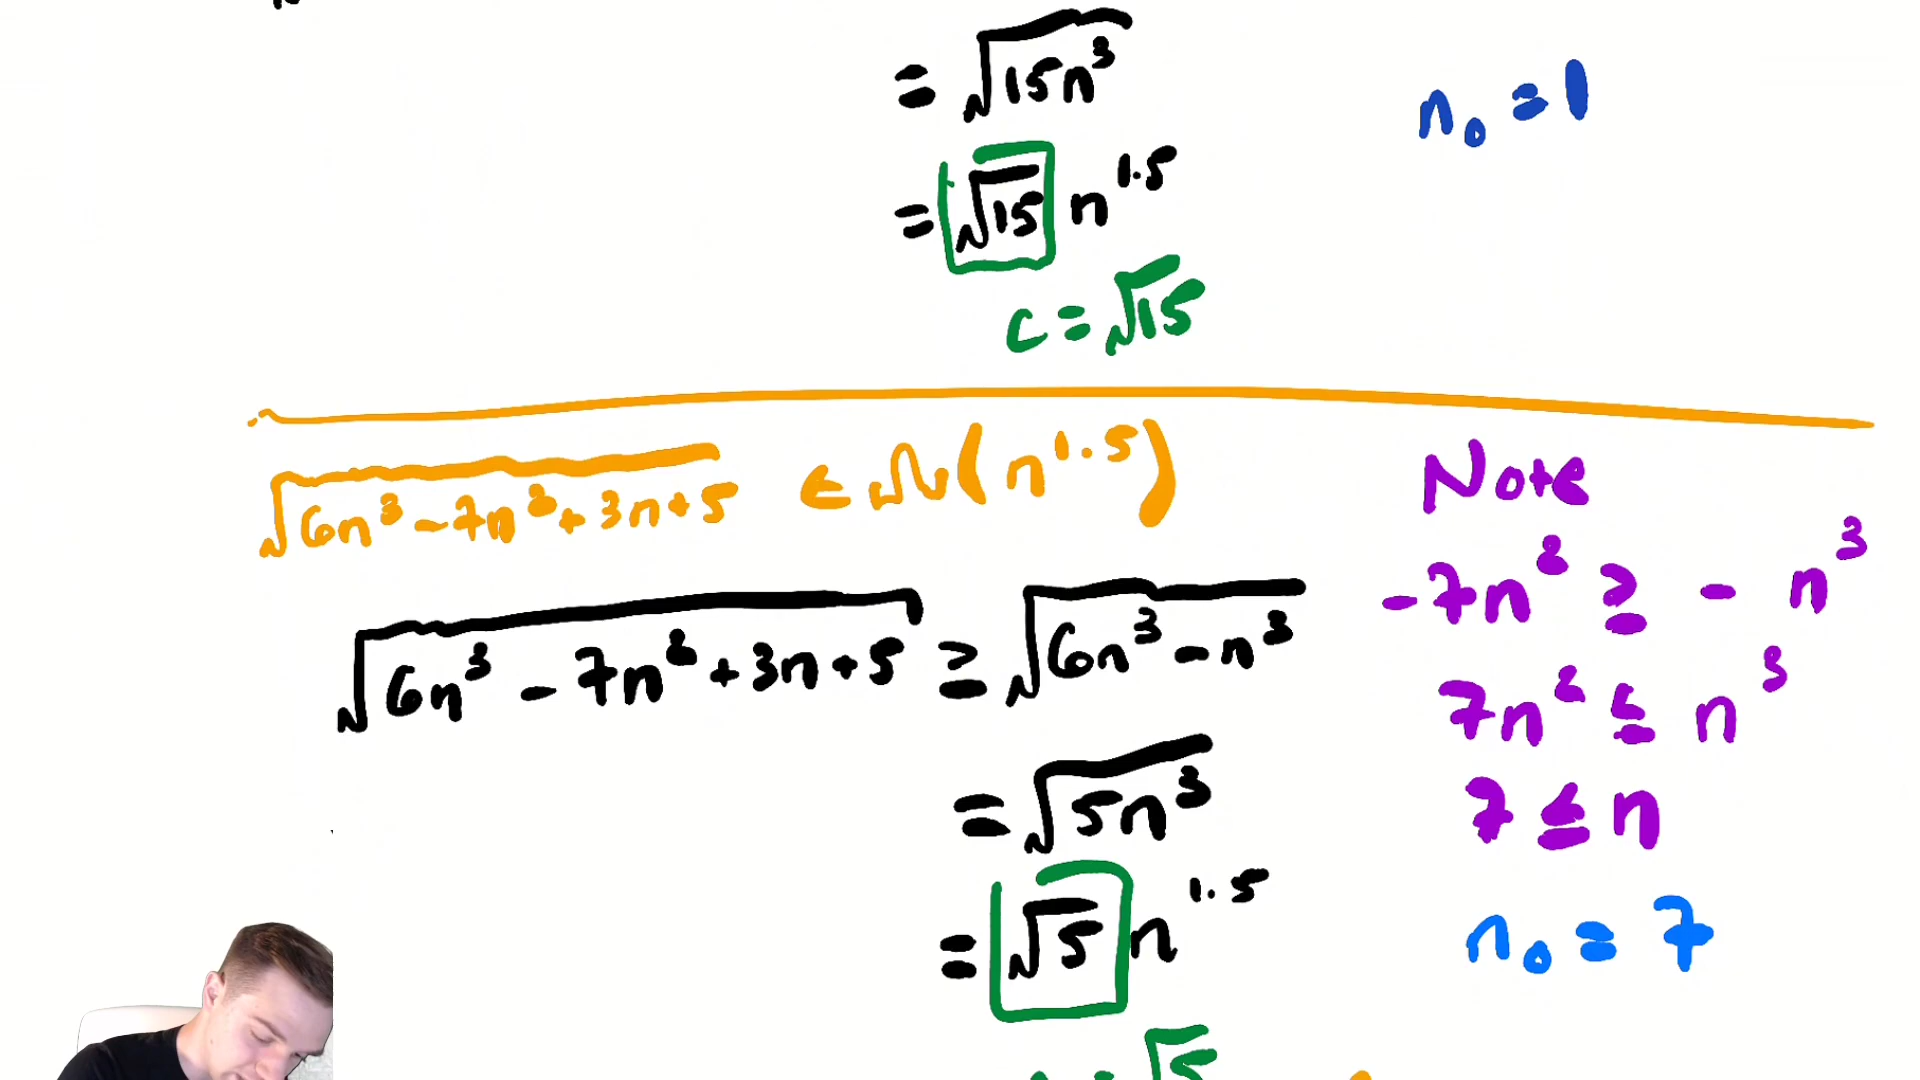 = √15n³
n₀ = 1
= √15 n^1.5
c = √15
√6n³ - 7n² + 3n + 5 ∈ Ω(n^1.5)
Note
-7n² ≥ - n³
√6n³ - 7n² + 3n + 5 ≥ √6n³ - n³
7n² ≤ n³
= √5n³
7 ≤ n
= √5 n^1.5
n₀ = 7
= √5